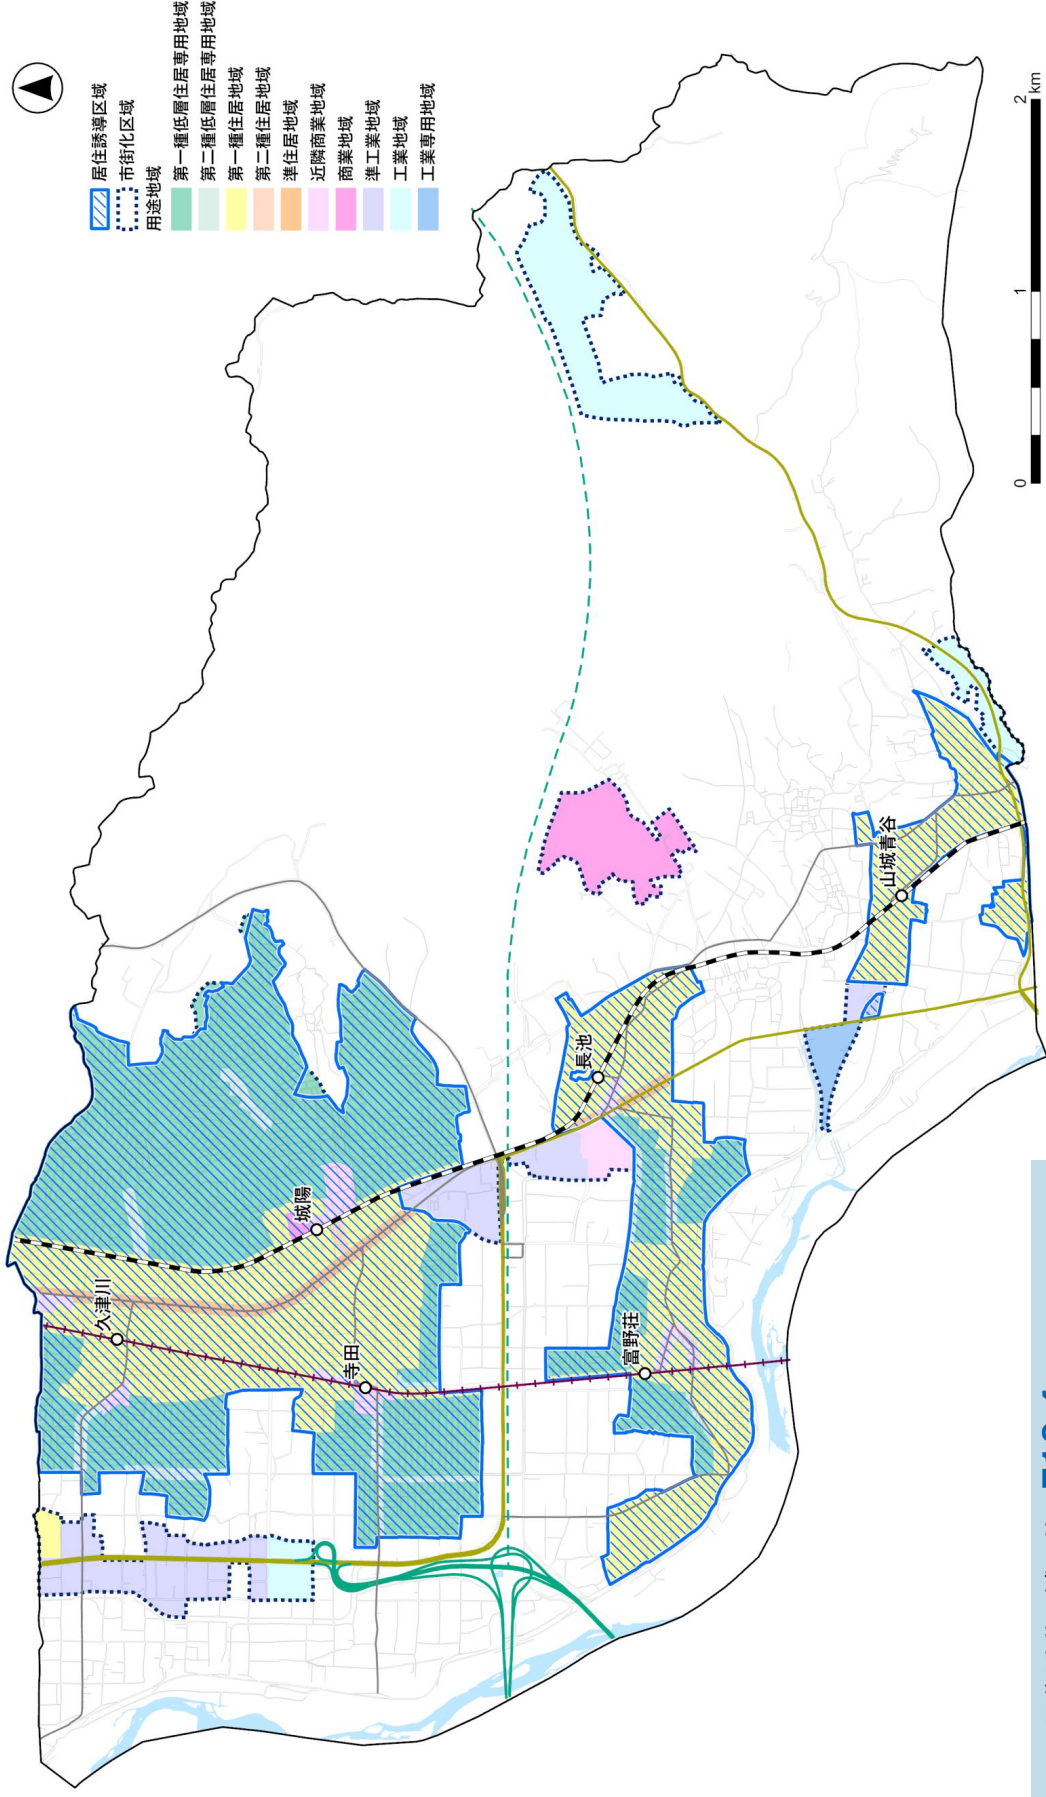 居住誘導区域
市街化区域
用途地域
第一種低層住居専用地域
第二種低層住居専用地域
第一種住居地域
第二種住居地域
準住居地域
近隣商業地域
商業地域
準工業地域
工業地域
工業専用地域
久津川
城陽
寺田
長池
富野荘
山城青谷
0 1 2 km